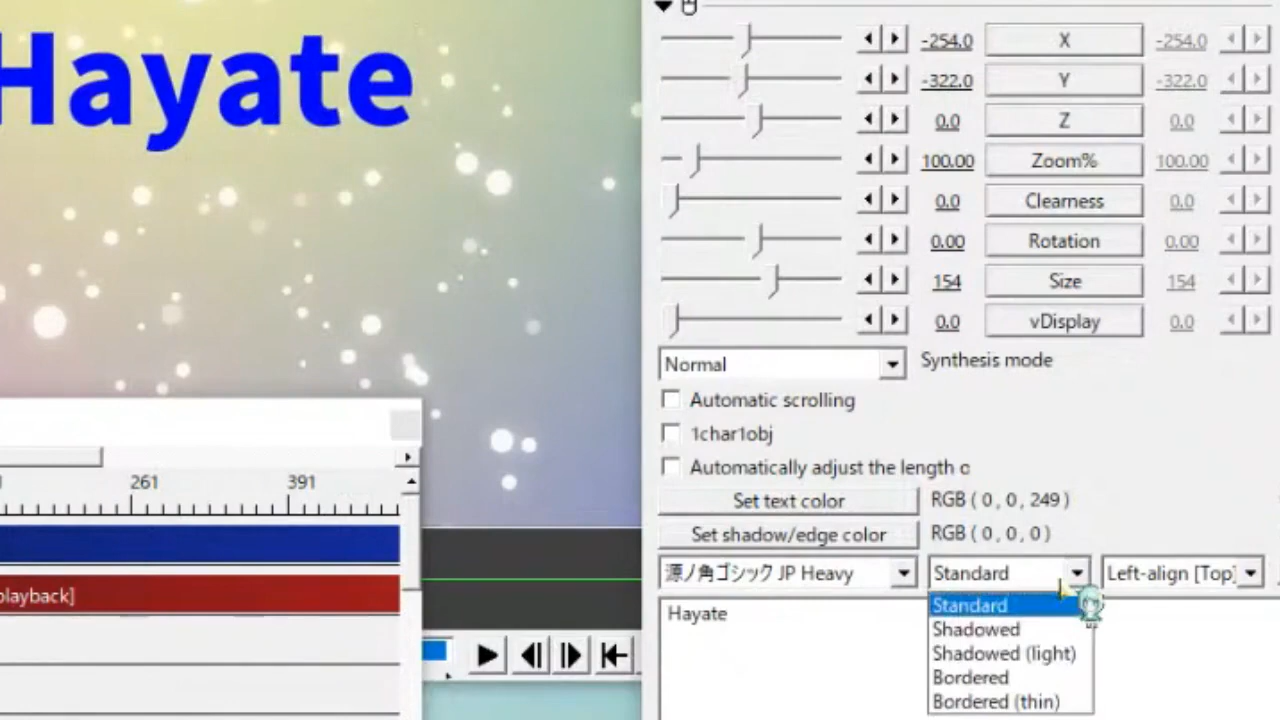 Hayate
-254.0 X -254.0
-322.0 Y -322.0
0.0 Z 0.0
100.00 Zoom% 100.00
0.0 Clearness 0.0
0.00 Rotation 0.00
154 Size 154
0.0 vDisplay 0.0
Normal Synthesis mode
Automatic scrolling
1char1obj
Automatically adjust the length o
Set text color RGB ( 0 , 0 , 249 )
Set shadow/edge color RGB ( 0 , 0 , 0 )
源ノ角ゴシック JP Heavy Standard Left-align [Top]
Hayate
Standard
Shadowed
Shadowed (light)
Bordered
Bordered (thin)
261 391
playback]